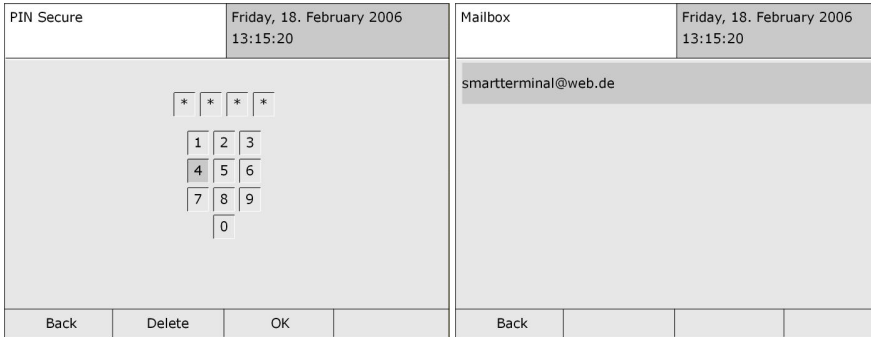 PIN Secure
Friday, 18. February 2006
13:15:20
* * * *
1 2 3
4 5 6
7 8 9
0
Back Delete OK
Mailbox
Friday, 18. February 2006
13:15:20
smartterminal@web.de
Back